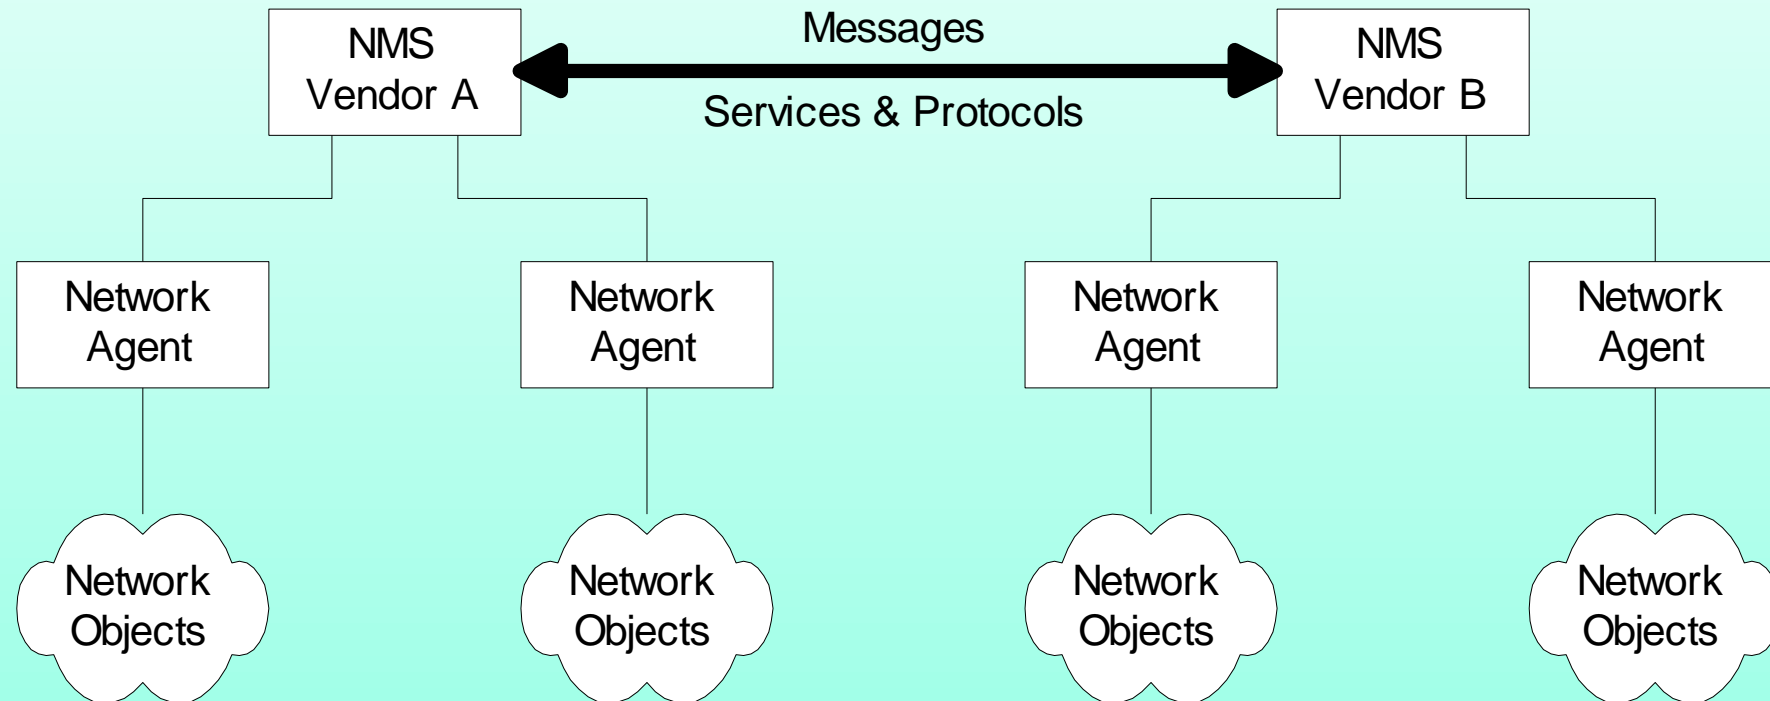 NMS
Vendor A
Messages
Services & Protocols
NMS
Vendor B
Network
Agent
Network
Agent
Network
Agent
Network
Agent
Network
Objects
Network
Objects
Network
Objects
Network
Objects